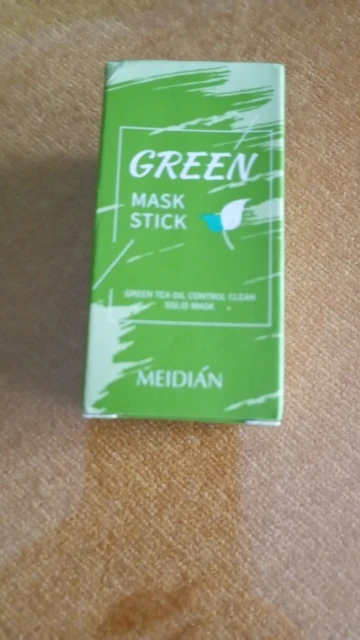 GREEN
MASK
STICK
GREEN TEA OIL CONTROL CLEAN
SOLID MASK
MEIDIÁN